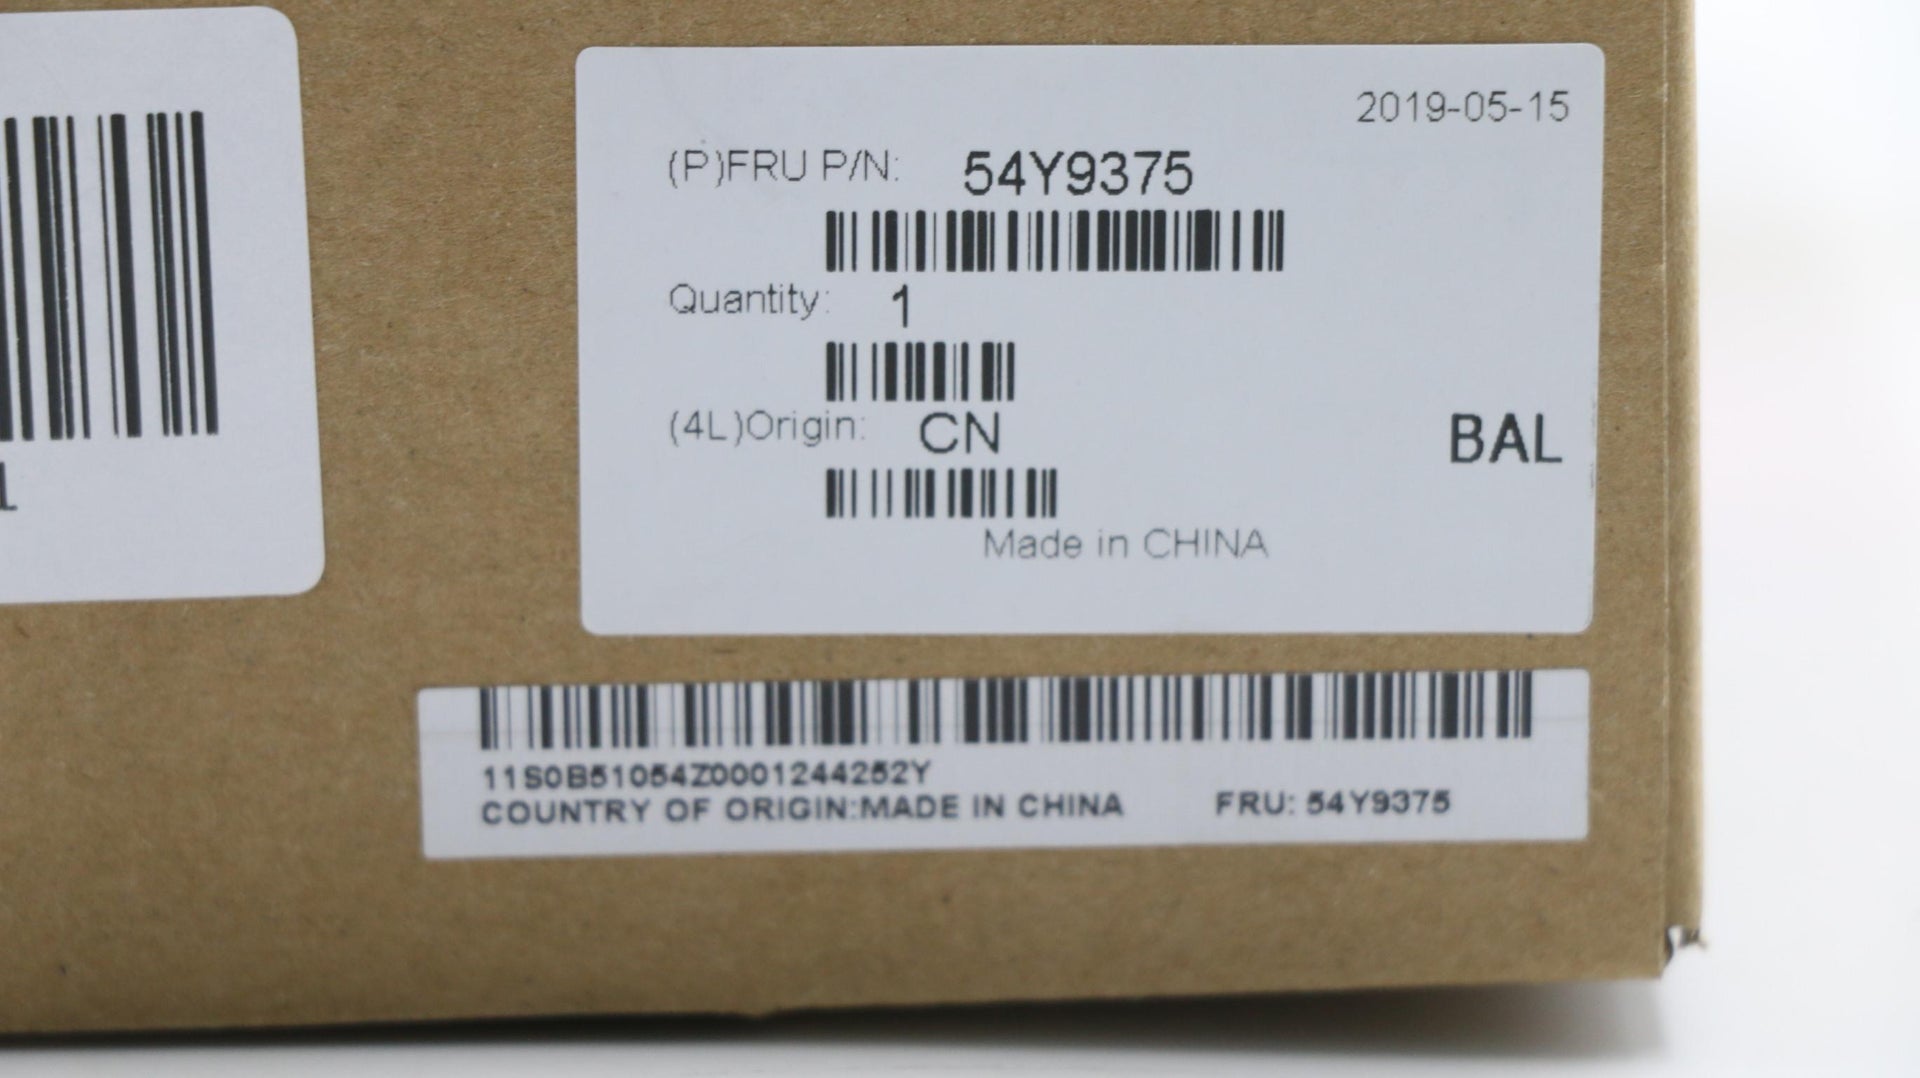 2019-05-15
(P)FRU P/N: 54Y9375
Quantity: 1
(4L)Origin: CN
BAL
Made in CHINA
1
11S0B51054Z0001244252Y
COUNTRY OF ORIGIN:MADE IN CHINA FRU: 54Y9375